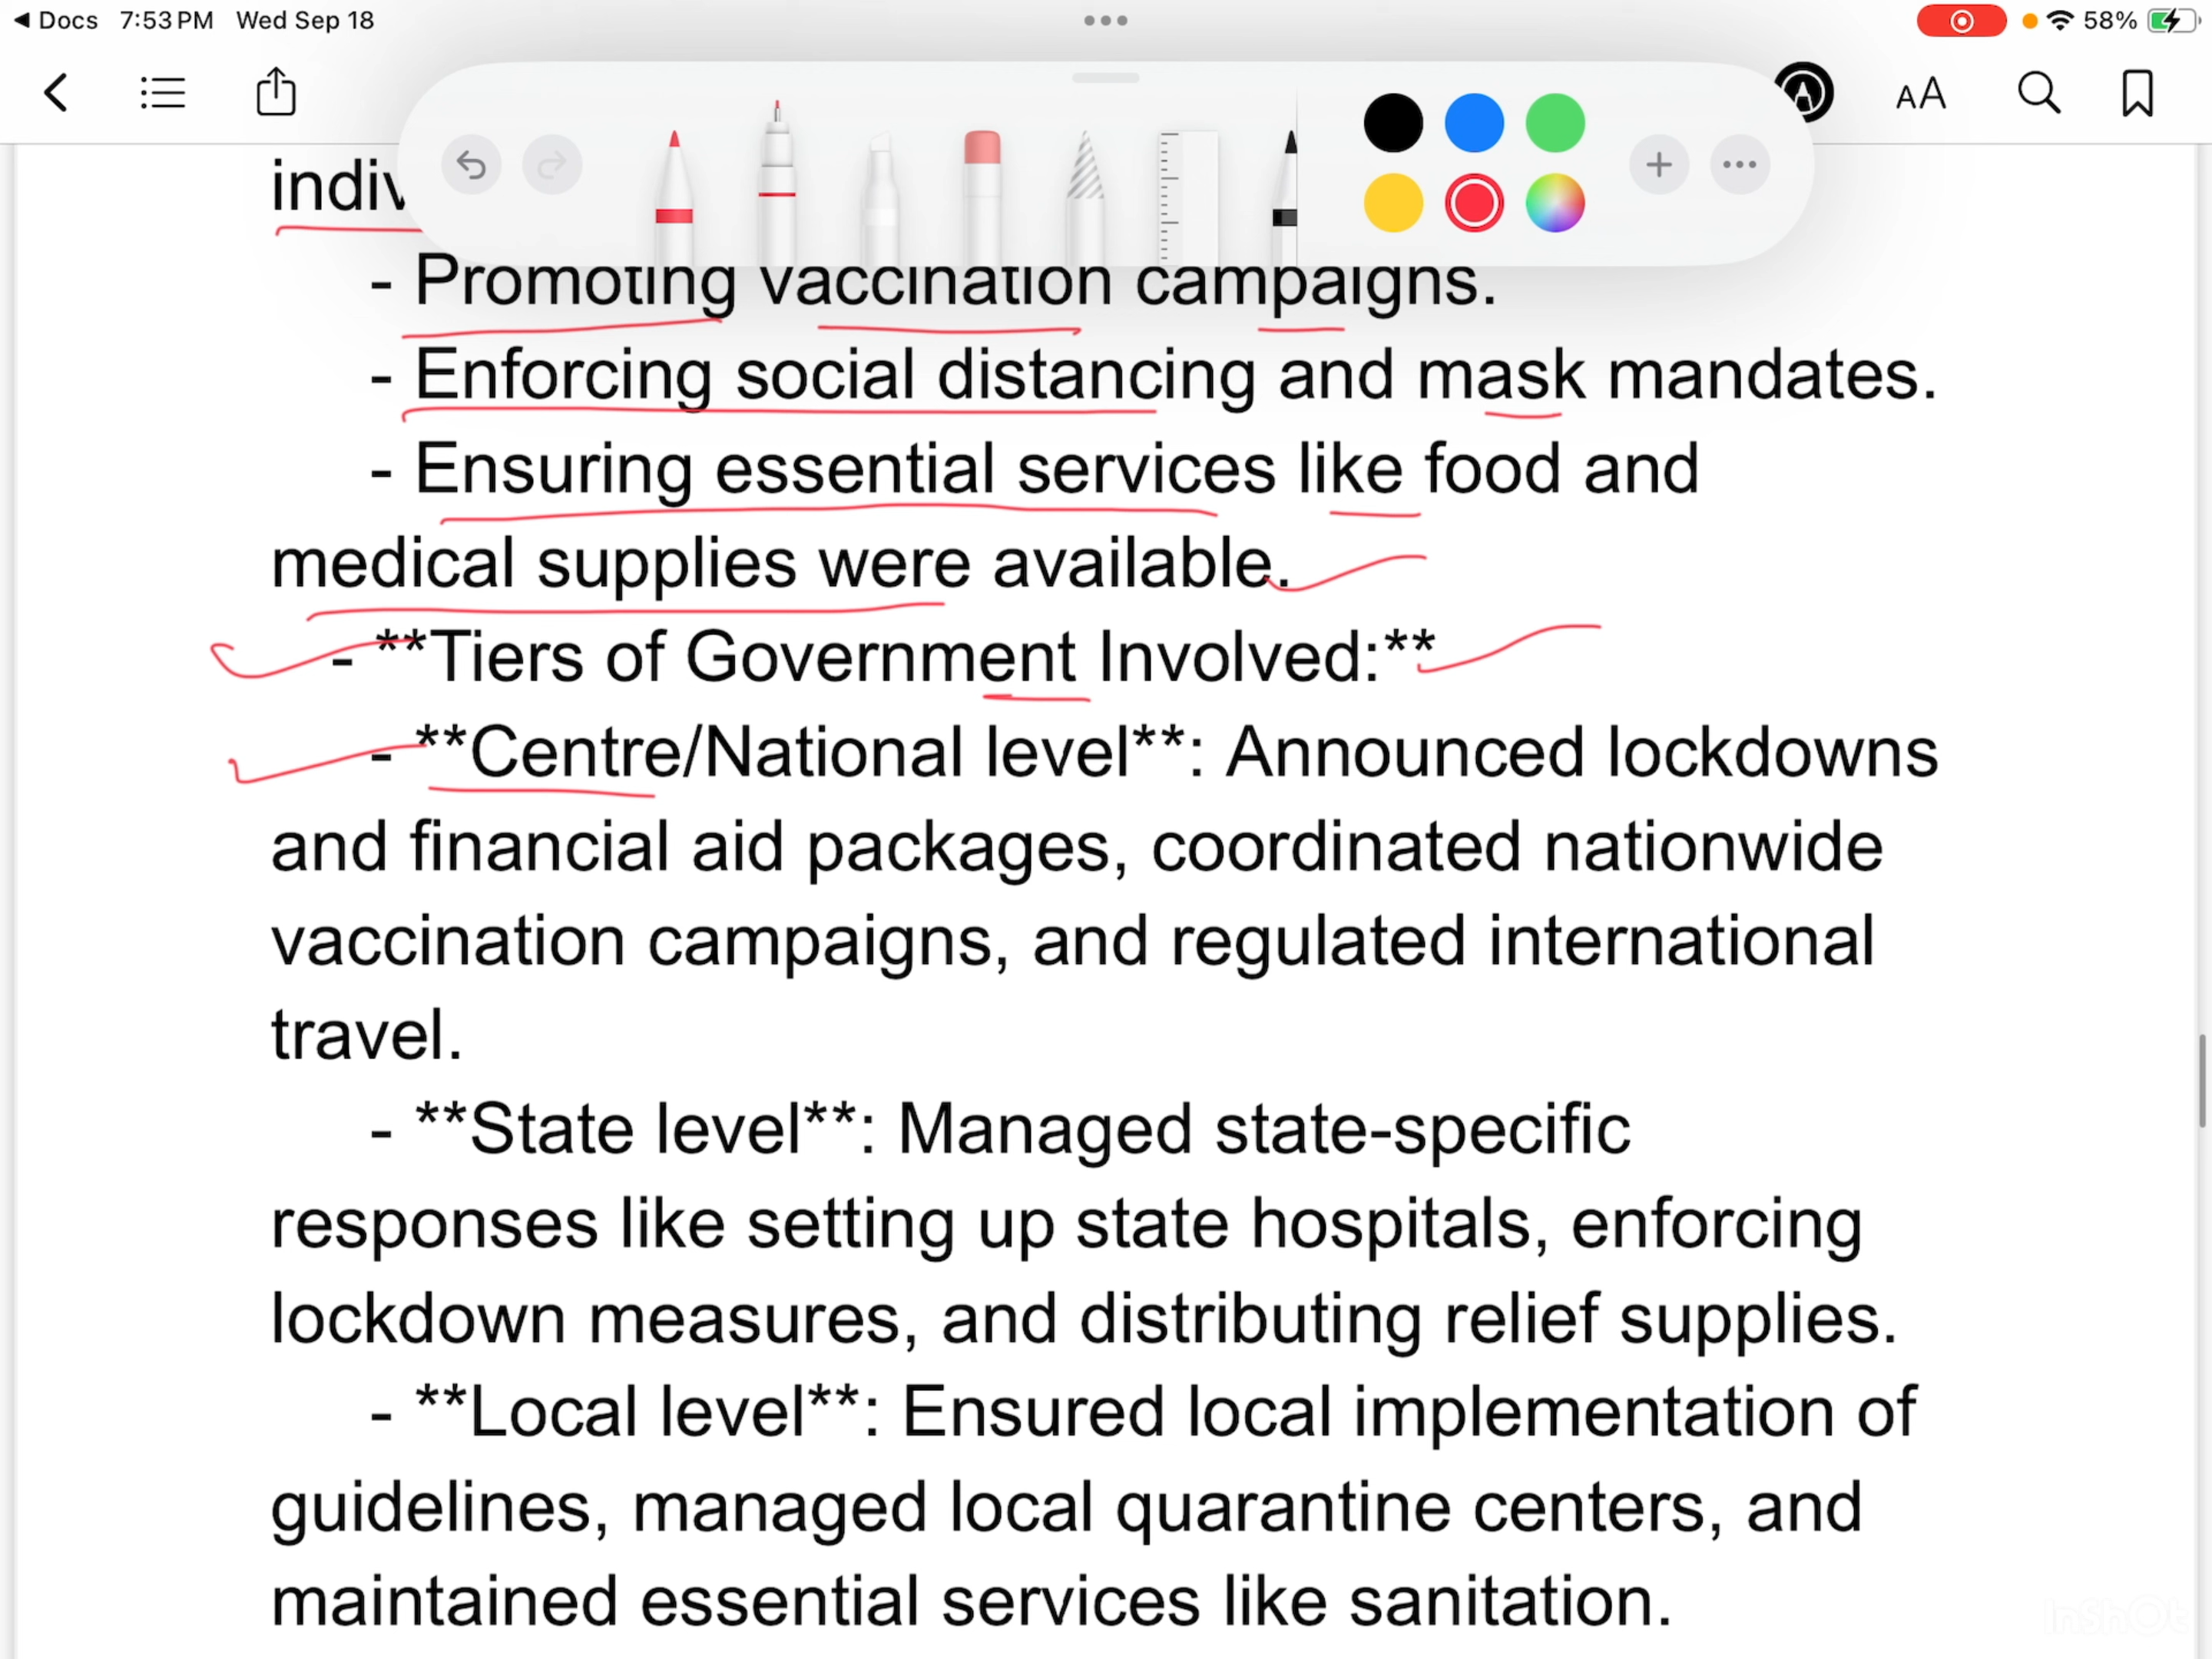 Docs 7:53 PM Wed Sep 18
58%
AA
indiv
- Promoting vaccination campaigns.
- Enforcing social distancing and mask mandates.
- Ensuring essential services like food and
medical supplies were available.
- **Tiers of Government Involved:**
- **Centre/National level**: Announced lockdowns
and financial aid packages, coordinated nationwide
vaccination campaigns, and regulated international
travel.
- **State level**: Managed state-specific
responses like setting up state hospitals, enforcing
lockdown measures, and distributing relief supplies.
- **Local level**: Ensured local implementation of
guidelines, managed local quarantine centers, and
maintained essential services like sanitation.
InShOt